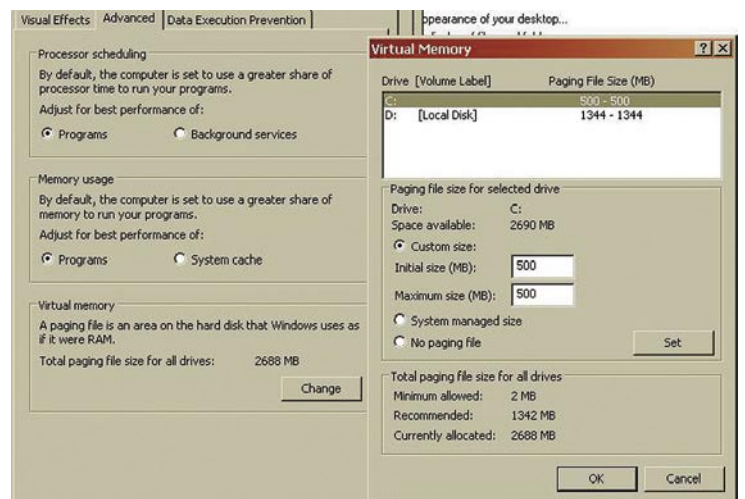 Visual Effects Advanced Data Execution Prevention
Processor scheduling
By default, the computer is set to use a greater share of
processor time to run your programs.
Adjust for best performance of:
Programs Background services
Memory usage
By default, the computer is set to use a greater share of
memory to run your programs.
Adjust for best performance of:
Programs System cache
Virtual memory
A paging file is an area on the hard disk that Windows uses as
if it were RAM.
Total paging file size for all drives: 2688 MB
Change
ppearance of your desktop...
Virtual Memory
Drive [Volume Label] Paging File Size (MB)
C: 500 - 500
D: [Local Disk] 1344 - 1344
Paging file size for selected drive
Drive: C:
Space available: 2690 MB
Custom size:
Initial size (MB): 500
Maximum size (MB): 500
System managed size
No paging file Set
Total paging file size for all drives
Minimum allowed: 2 MB
Recommended: 1342 MB
Currently allocated: 2688 MB
OK Cancel